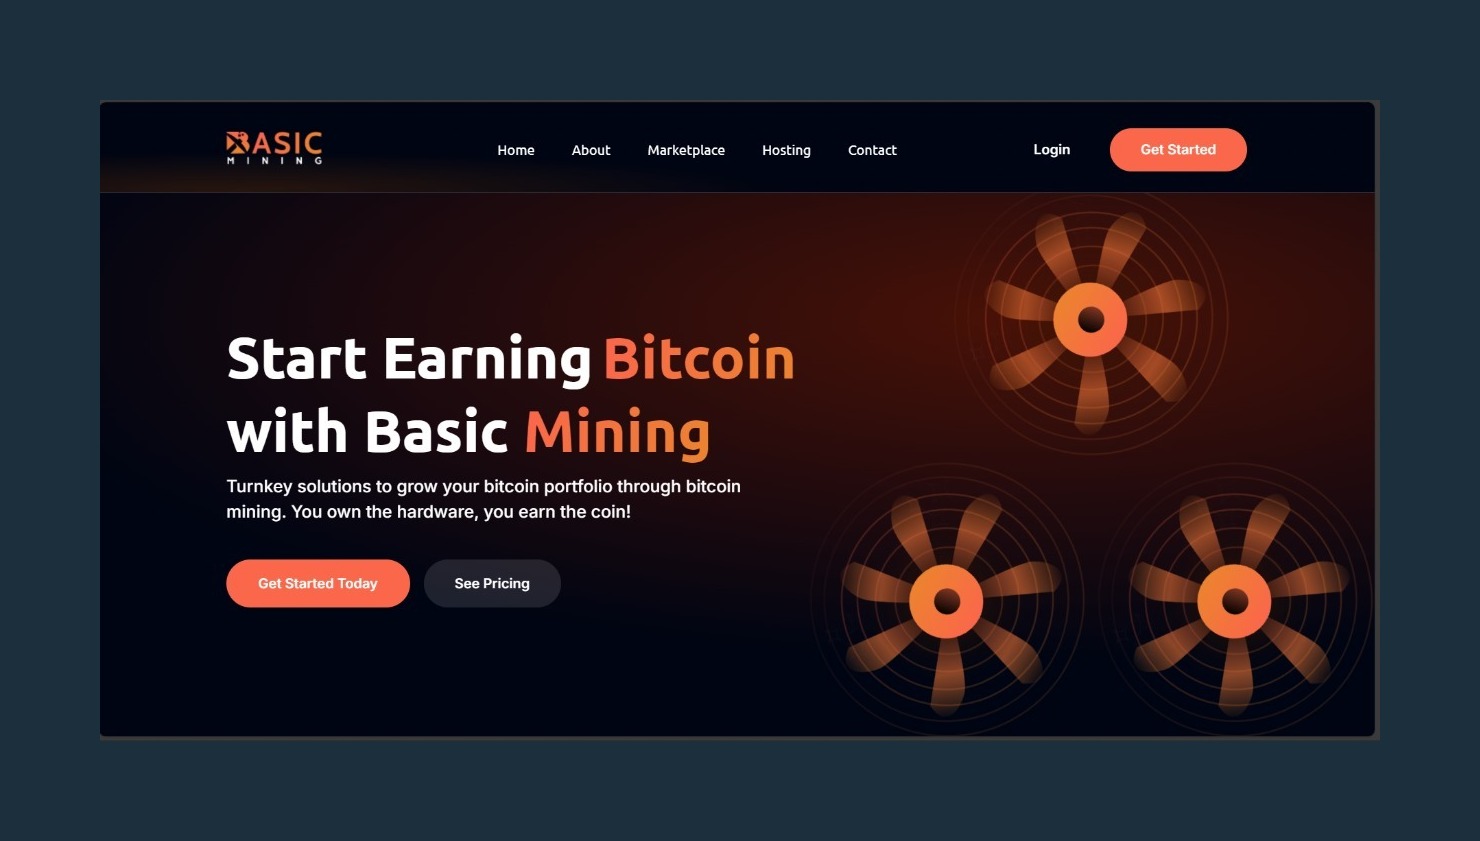 BASIC
MINING
Home
About
Marketplace
Hosting
Contact
Login
Get Started
Start Earning Bitcoin
with Basic Mining
Turnkey solutions to grow your bitcoin portfolio through bitcoin
mining. You own the hardware, you earn the coin!
Get Started Today
See Pricing